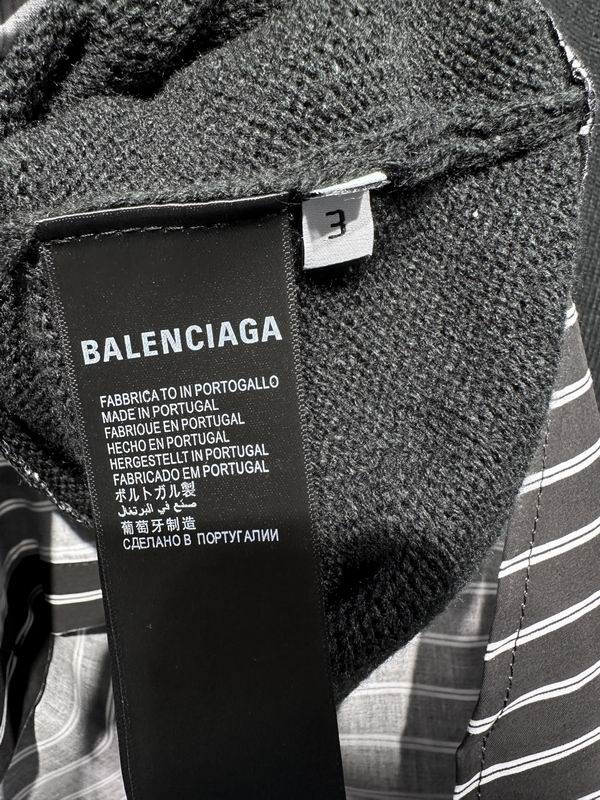 3
BALENCIAGA
FABBRICATO IN PORTOGALLO
MADE IN PORTUGAL
FABRIQUE EN PORTUGAL
HECHO EN PORTUGAL
HERGESTELLT IN PORTUGAL
FABRICADO EM PORTUGAL
ポルトガル製
صنع في البرتغال
葡萄牙制造
СДЕЛАНО В ПОРТУГАЛИИ